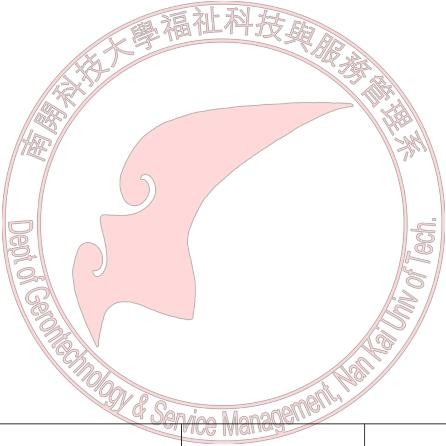 南開科技大學福祉科技與服務管理系
Dept of Gerontechnology & Service Management, Nan Kai Univ of Tech.